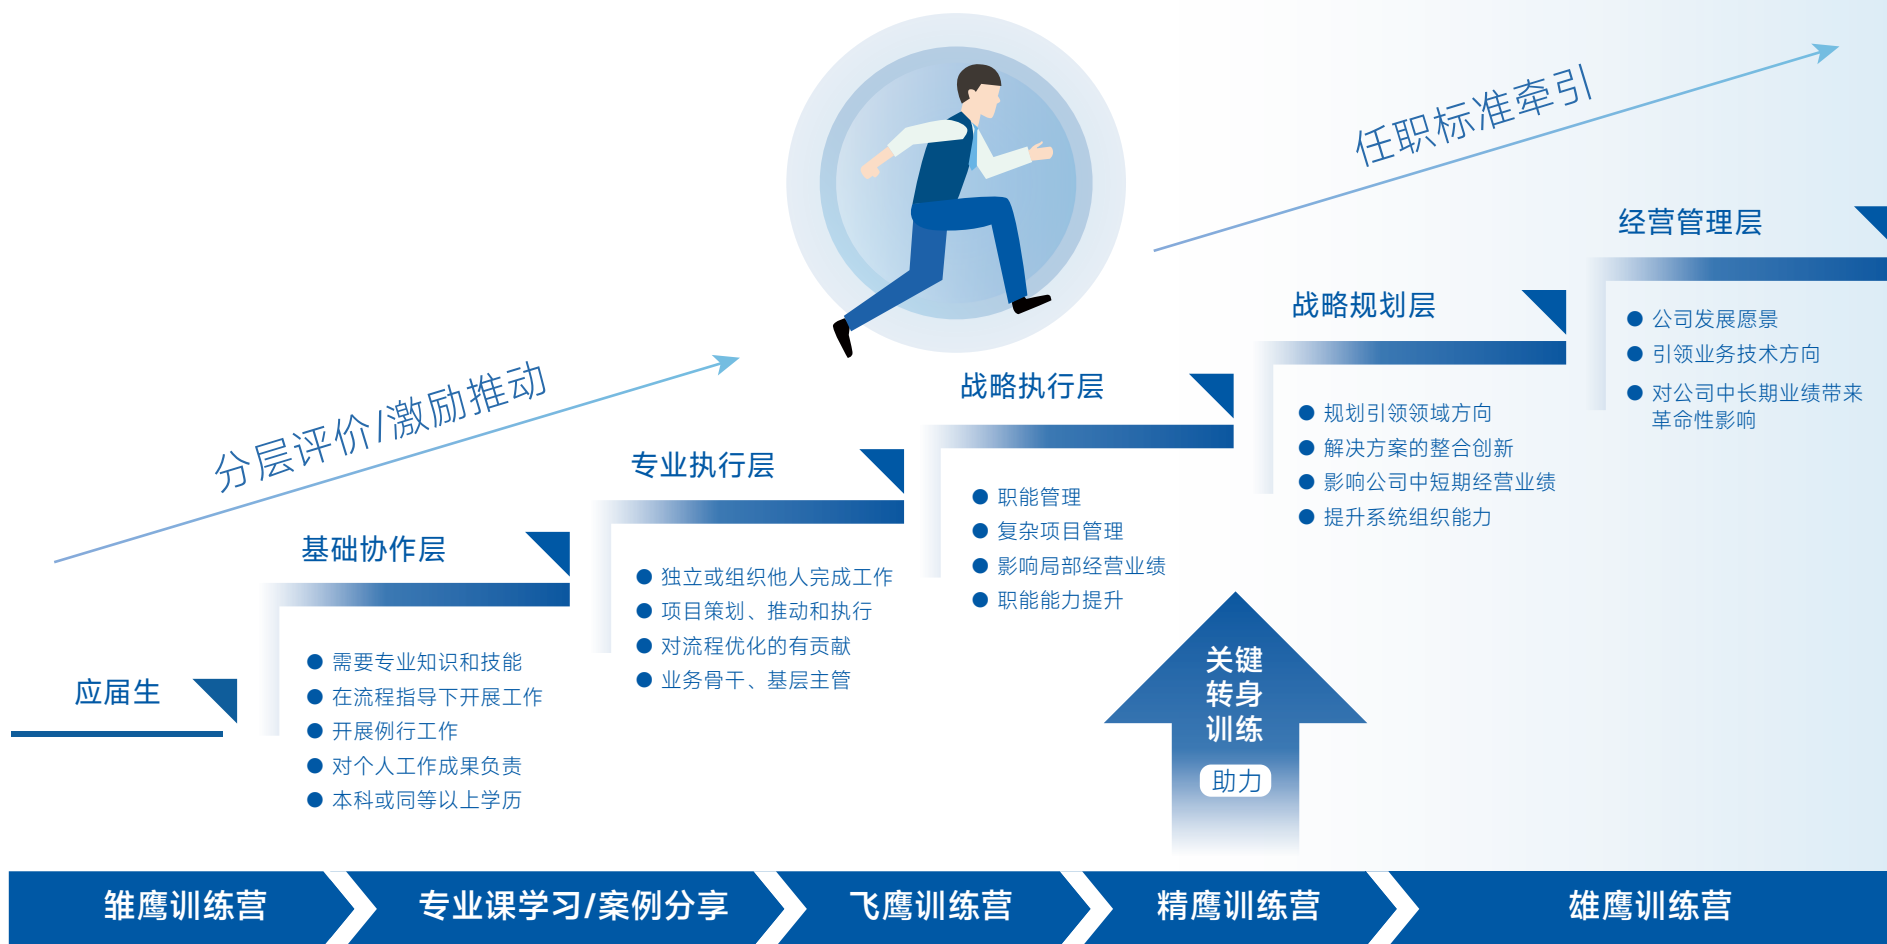 分层评价/激励推动
任职标准牵引
应届生
基础协作层
需要专业知识和技能
在流程指导下开展工作
开展例行工作
对个人工作成果负责
本科或同等以上学历
专业执行层
独立或组织他人完成工作
项目策划、推动和执行
对流程优化的有贡献
业务骨干、基层主管
战略执行层
职能管理
复杂项目管理
影响局部经营业绩
职能能力提升
战略规划层
规划引领领域方向
解决方案的整合创新
影响公司中短期经营业绩
提升系统组织能力
经营管理层
公司发展愿景
引领业务技术方向
对公司中长期业绩带来
革命性影响
关键
转身
训练
助力
雏鹰训练营
专业课学习/案例分享
飞鹰训练营
精鹰训练营
雄鹰训练营